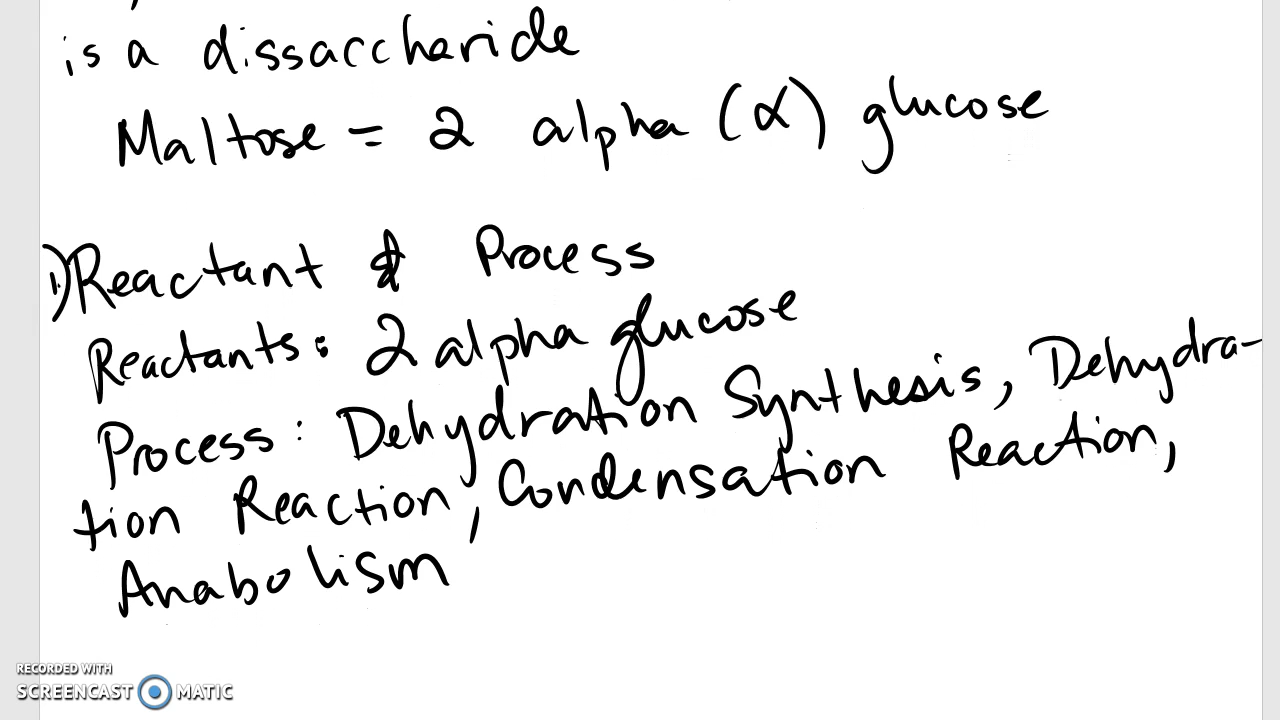 is a dissaccharide
Maltose = 2 alpha (α) glucose
1) Reactant & Process
Reactants: 2 alpha glucose
Process: Dehydration Synthesis, Dehydra-
tion Reaction, Condensation Reaction,
Anabolism
RECORDED WITH
SCREENCAST MATIC